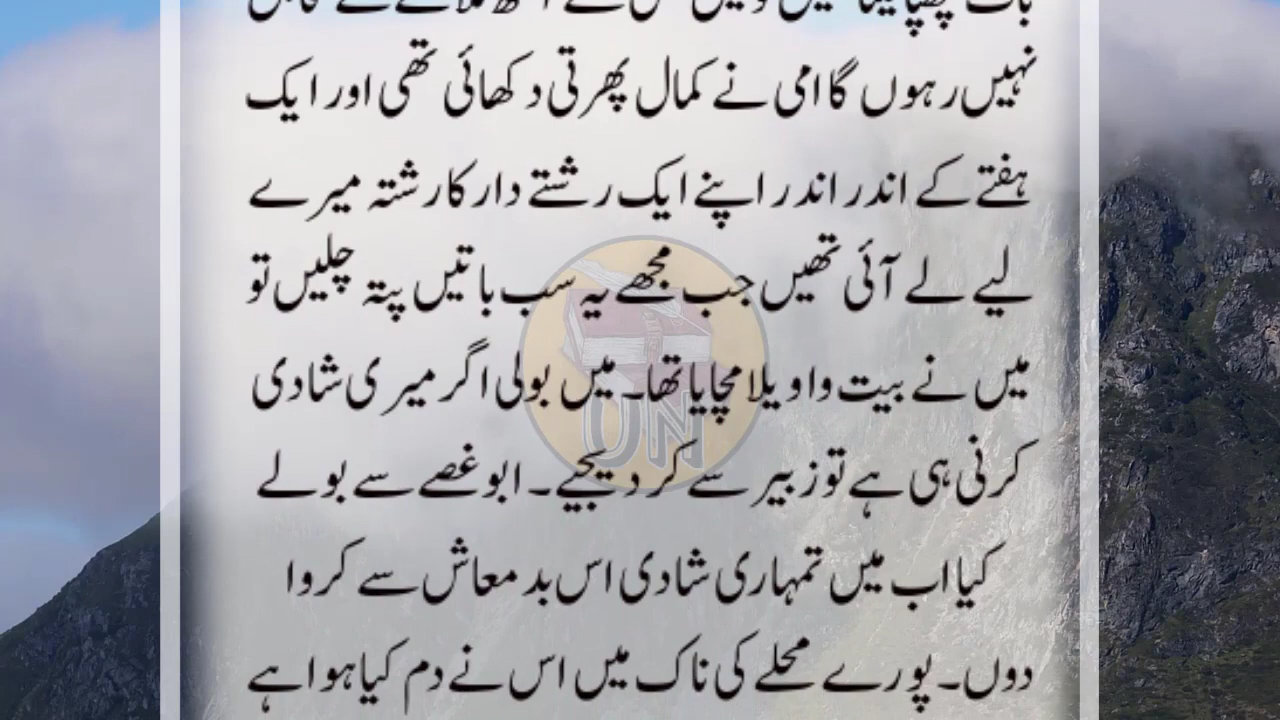 نہیں رہوں گا امی نے کمال پھرتی دکھائی تھی اور ایک
ہفتے کے اندر اندر اپنے ایک رشتے دار کا رشتہ میرے
لیے لے آئی تھیں جب مجھے یہ سب باتیں پتہ چلیں تو
میں نے بیت واویلا مچایا تھا۔ میں بولی اگر میری شادی
کرنی ہی ہے تو زبیر سے کر دیجیے۔ ابو غصے سے بولے
کیا اب میں تمہاری شادی اس بدمعاش سے کروا
دوں۔ پورے محلے کی ناک میں اس نے دم کیا ہوا ہے
UN